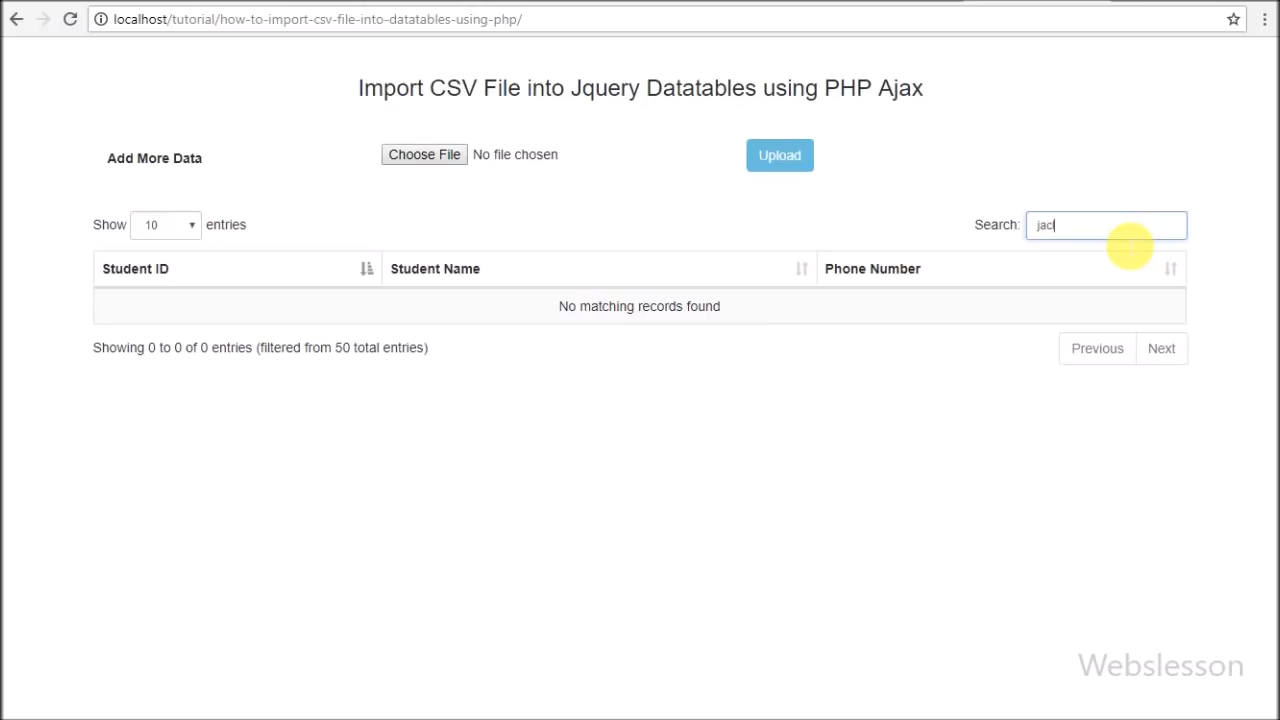 localhost/tutorial/how-to-import-csv-file-into-datatables-using-php/
Import CSV File into Jquery Datatables using PHP Ajax
Add More Data Choose File No file chosen Upload
Show 10 entries Search:
Student ID Student Name Phone Number
No matching records found
Showing 0 to 0 of 0 entries (filtered from 50 total entries) Previous Next
Webslesson